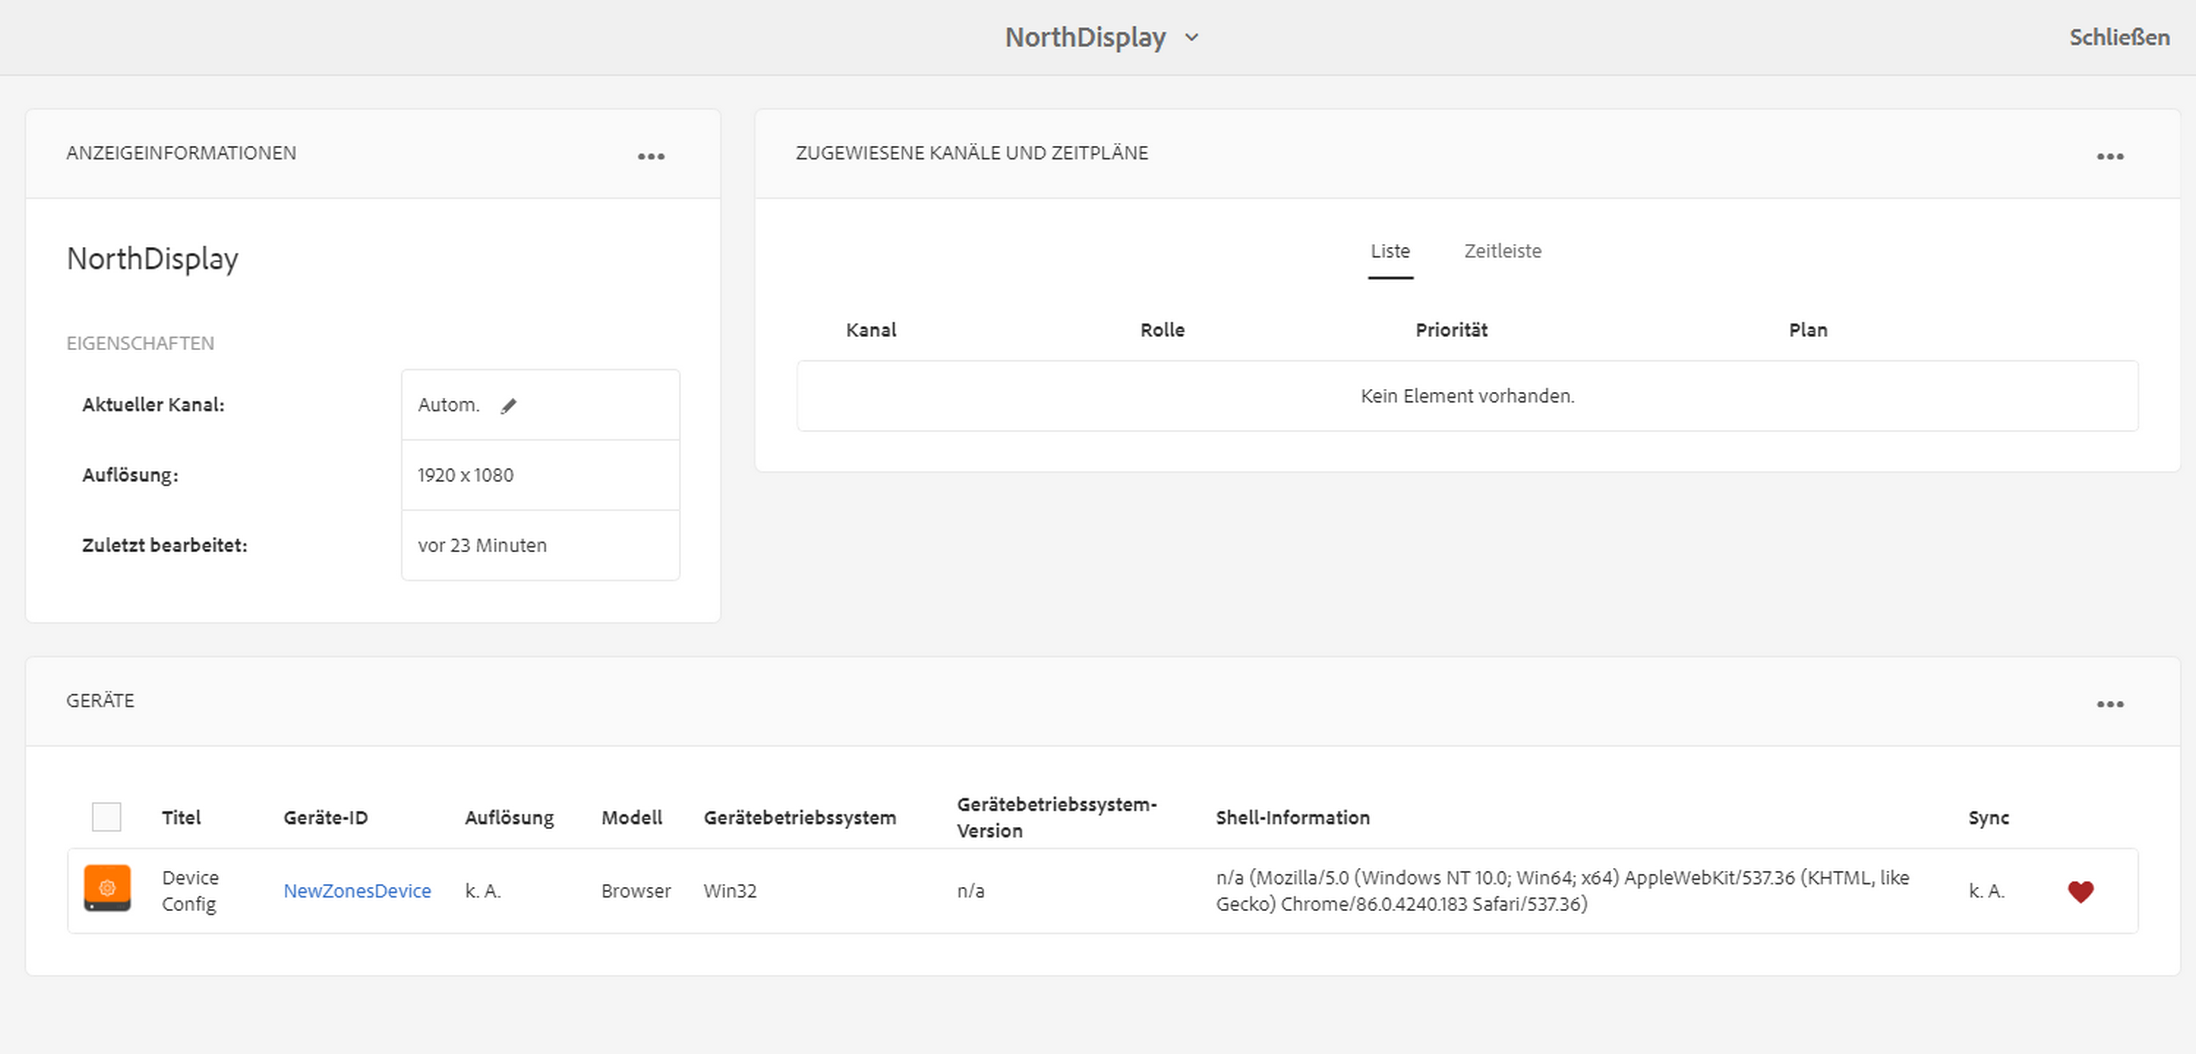 NorthDisplay
Schließen
ANZEIGEINFORMATIONEN
NorthDisplay
EIGENSCHAFTEN
Aktueller Kanal: Autom.
Auflösung: 1920 x 1080
Zuletzt bearbeitet: vor 23 Minuten
ZUGEWIESENE KANÄLE UND ZEITPLÄNE
Liste Zeitleiste
Kanal Rolle Priorität Plan
Kein Element vorhanden.
GERÄTE
Titel Geräte-ID Auflösung Modell Gerätebetriebssystem Gerätebetriebssystem-
Version Shell-Information Sync
Device
Config NewZonesDevice k. A. Browser Win32 n/a n/a (Mozilla/5.0 (Windows NT 10.0; Win64; x64) AppleWebKit/537.36 (KHTML, like
Gecko) Chrome/86.0.4240.183 Safari/537.36) k. A.